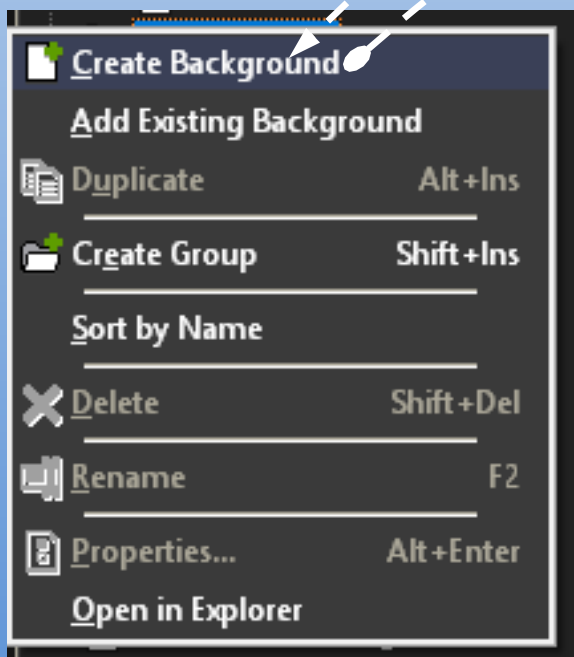 Create Background
Add Existing Background
Duplicate Alt+Ins
Create Group Shift+Ins
Sort by Name
Delete Shift+Del
Rename F2
Properties... Alt+Enter
Open in Explorer